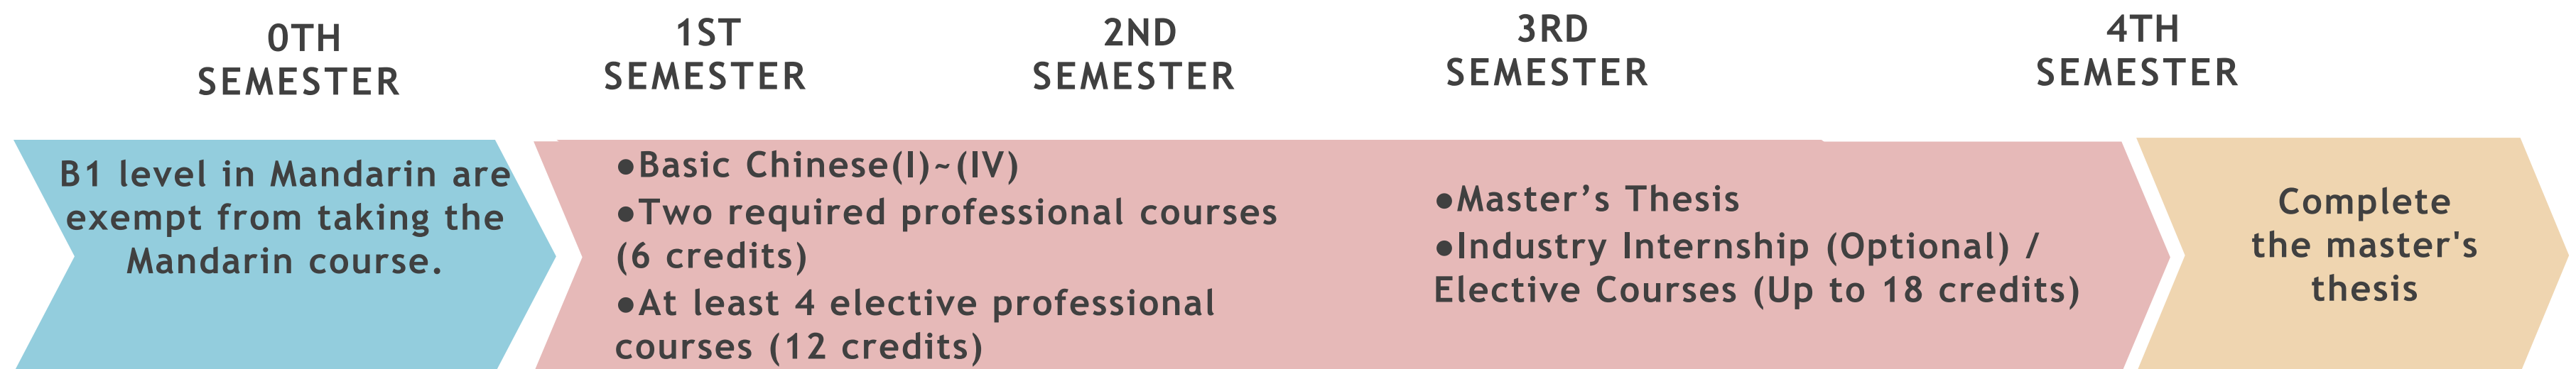 0TH
SEMESTER
1ST
SEMESTER
2ND
SEMESTER
3RD
SEMESTER
4TH
SEMESTER
B1 level in Mandarin are
exempt from taking the
Mandarin course.
●Basic Chinese(I)~(IV)
●Two required professional courses
(6 credits)
●At least 4 elective professional
courses (12 credits)
●Master’s Thesis
●Industry Internship (Optional) /
Elective Courses (Up to 18 credits)
Complete
the master's
thesis